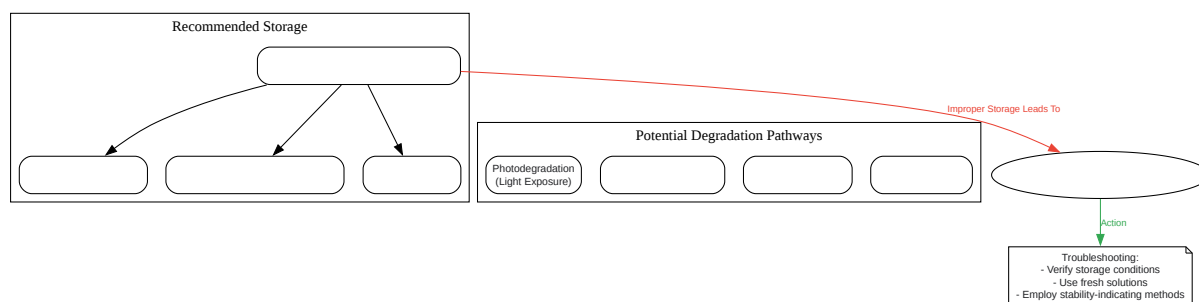 Recommended Storage
Improper Storage Leads To
Potential Degradation Pathways
Photodegradation
(Light Exposure)
Action
Troubleshooting:
- Verify storage conditions
- Use fresh solutions
- Employ stability-indicating methods